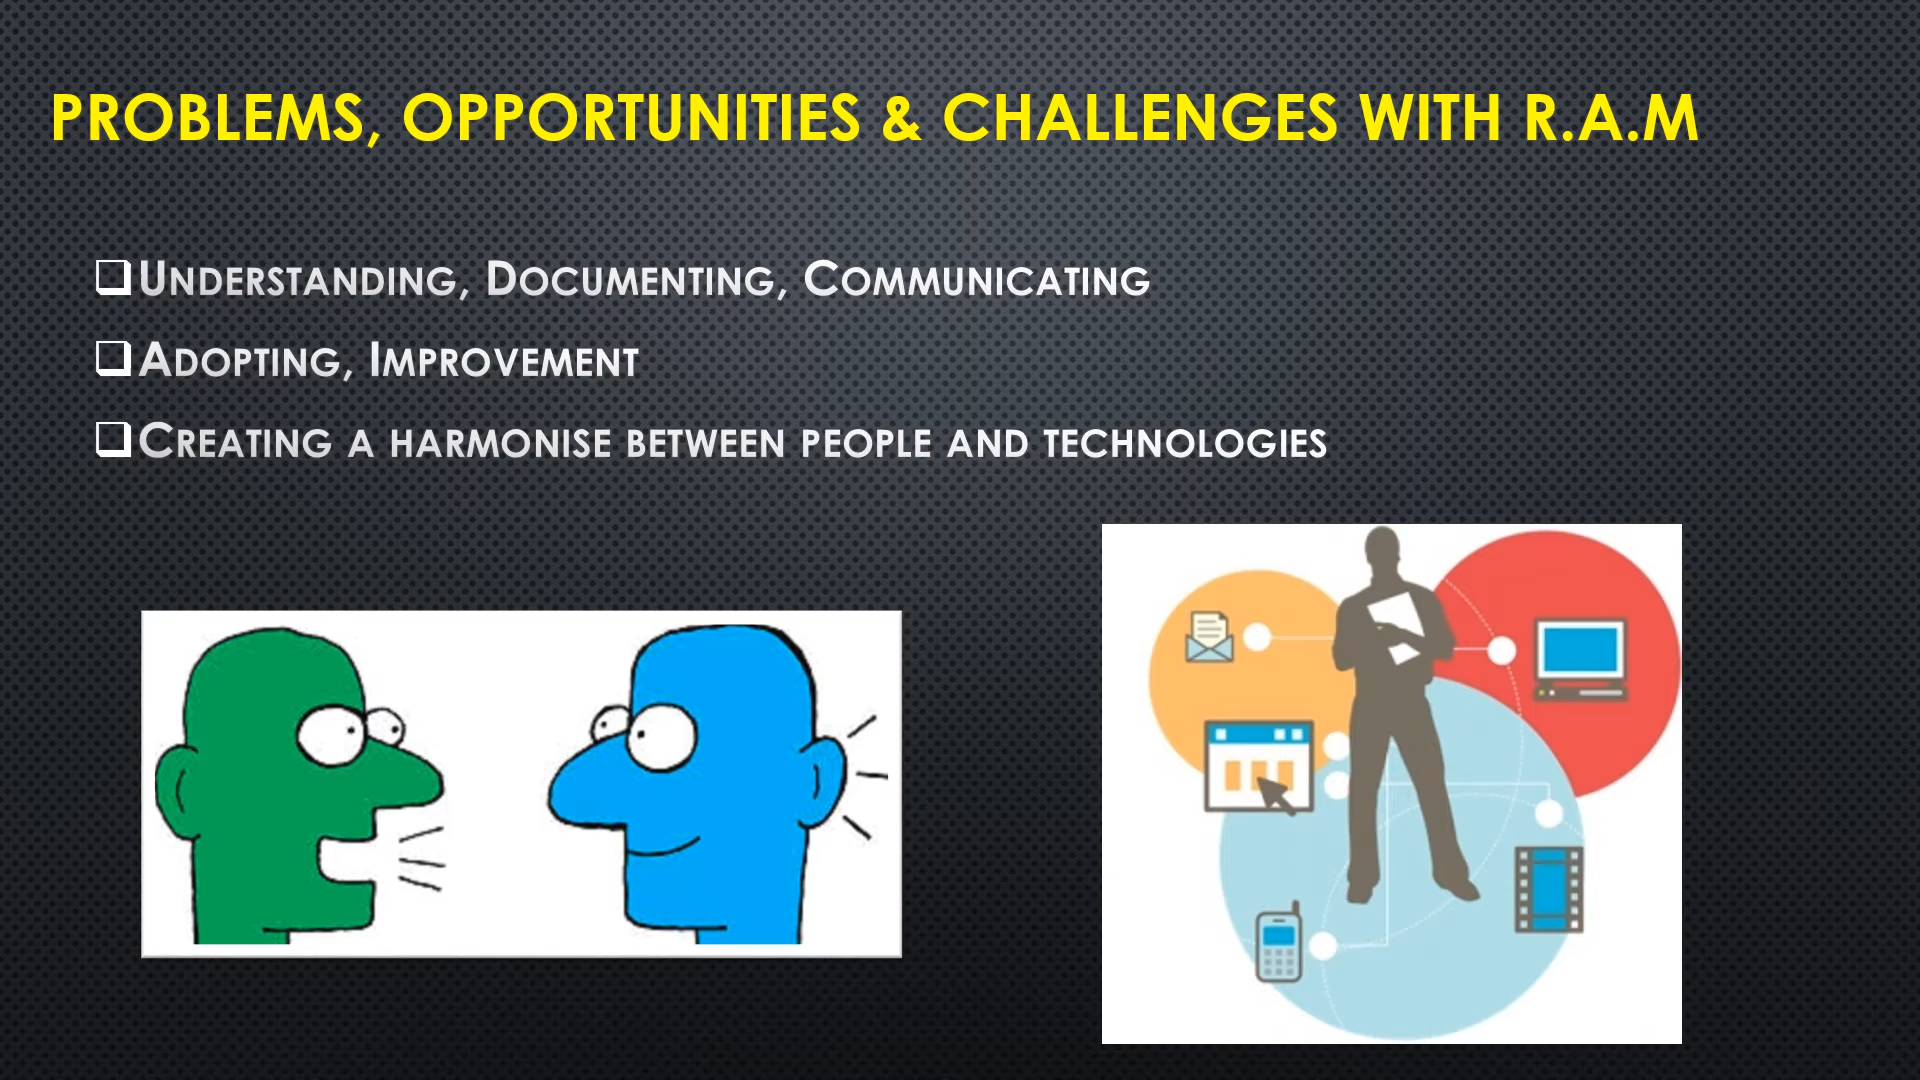 PROBLEMS, OPPORTUNITIES & CHALLENGES WITH R.A.M
UNDERSTANDING, DOCUMENTING, COMMUNICATING
ADOPTING, IMPROVEMENT
CREATING A HARMONISE BETWEEN PEOPLE AND TECHNOLOGIES